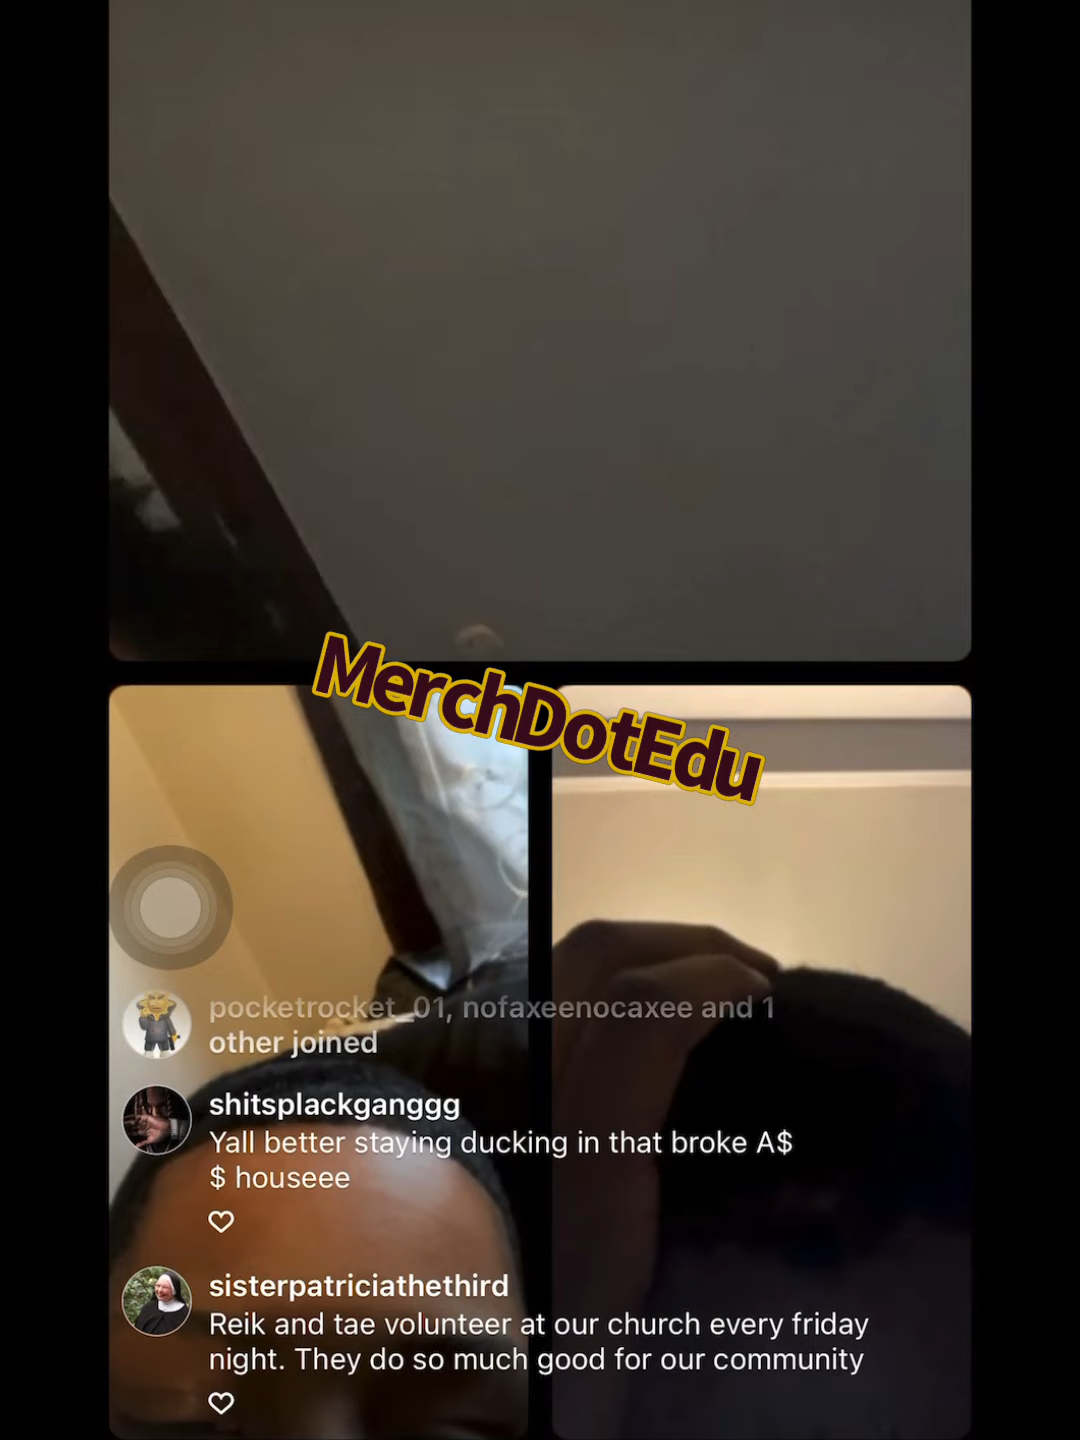 MerchDotEdu
pocketrocket_01, nofaxeenocaxee and 1
other joined
shitsplackganggg
Yall better staying ducking in that broke A$
$ houseee
sisterpatriciathethird
Reik and tae volunteer at our church every friday
night. They do so much good for our community